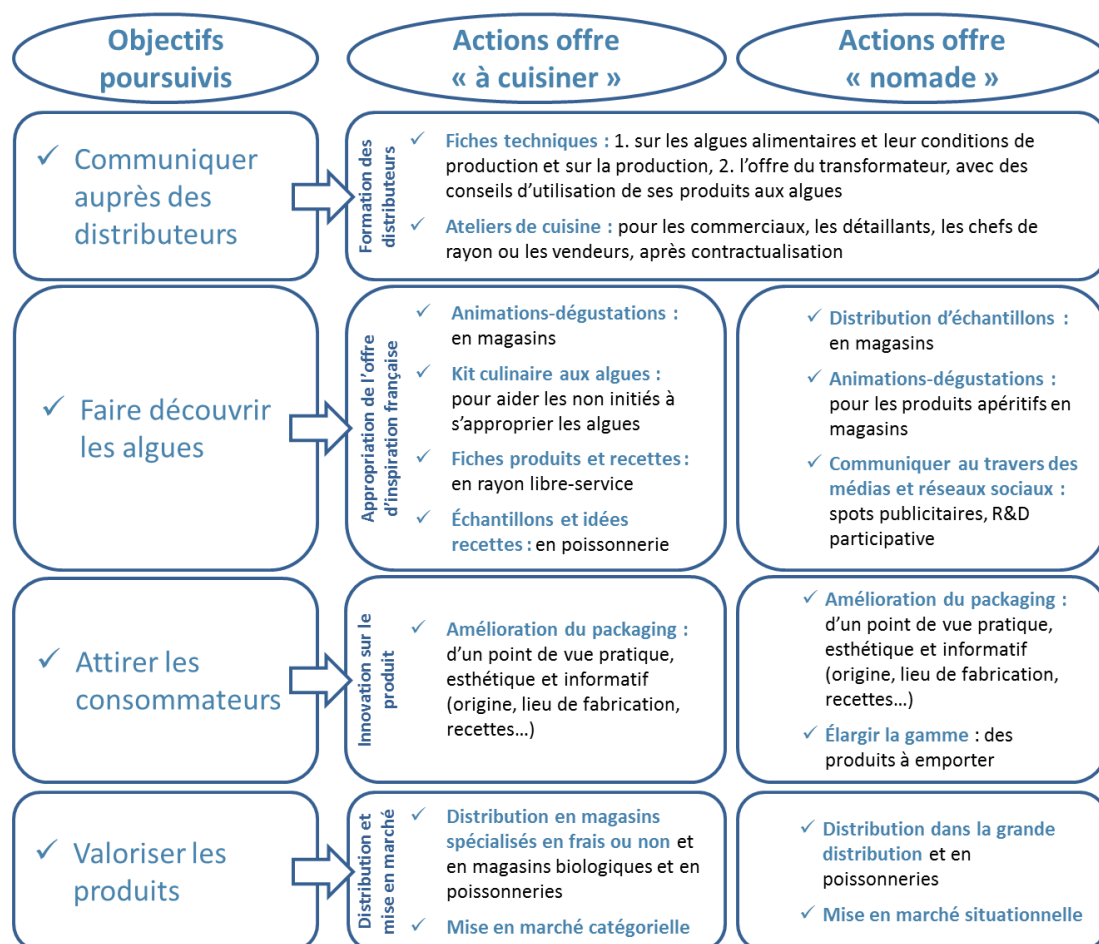 Objectifs
poursuivis
Actions offre
« à cuisiner »
Actions offre
« nomade »
Communiquer
auprès des
distributeurs
Formation des
distributeurs
Fiches techniques : 1. sur les algues alimentaires et leur conditions de
production et sur la production, 2. l’offre du transformateur, avec des
conseils d’utilisation de ses produits aux algues
Ateliers de cuisine : pour les commerciaux, les détaillants, les chefs de
rayon ou les vendeurs, après contractualisation
Faire découvrir
les algues
Appropriation de l’offre
d’inspiration française
Animations-dégustations :
en magasins
Kit culinaire aux algues :
pour aider les non initiés à
s’approprier les algues
Fiches produits et recettes :
en rayon libre-service
Échantillons et idées
recettes : en poissonnerie
Distribution d’échantillons :
en magasins
Animations-dégustations :
pour les produits apéritifs en
magasins
Communiquer au travers des
médias et réseaux sociaux :
spots publicitaires, R&D
participative
Attirer les
consommateurs
Innovation sur le
produit
Amélioration du packaging :
d’un point de vue pratique,
esthétique et informatif
(origine, lieu de fabrication,
recettes…)
Amélioration du packaging :
d’un point de vue pratique,
esthétique et informatif
(origine, lieu de fabrication,
recettes…)
Élargir la gamme : des
produits à emporter
Valoriser les
produits
Distribution et
mise en marché
Distribution en magasins
spécialisés en frais ou non et
en magasins biologiques et en
poissonneries
Mise en marché catégorielle
Distribution dans la grande
distribution et en
poissonneries
Mise en marché situationnelle